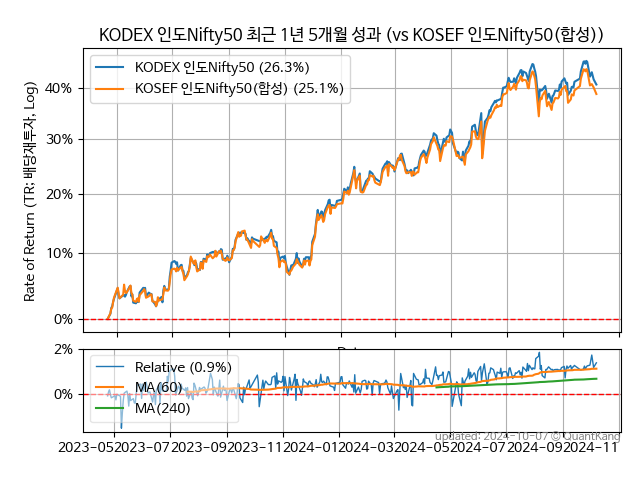 KODEX 인도Nifty50 최근 1년 5개월 성과 (vs KOSEF 인도Nifty50(합성))
KODEX 인도Nifty50 (26.3%)
KOSEF 인도Nifty50(합성) (25.1%)
Rate of Return (TR: 배당재투자, Log)
40%
30%
20%
10%
0%
2%
0%
Relative (0.9%)
MA(60)
MA(240)
updated: 2024-10-07 © QuantKang
2023-05 2023-07 2023-09 2023-11 2024-01 2024-03 2024-05 2024-07 2024-09 2024-11